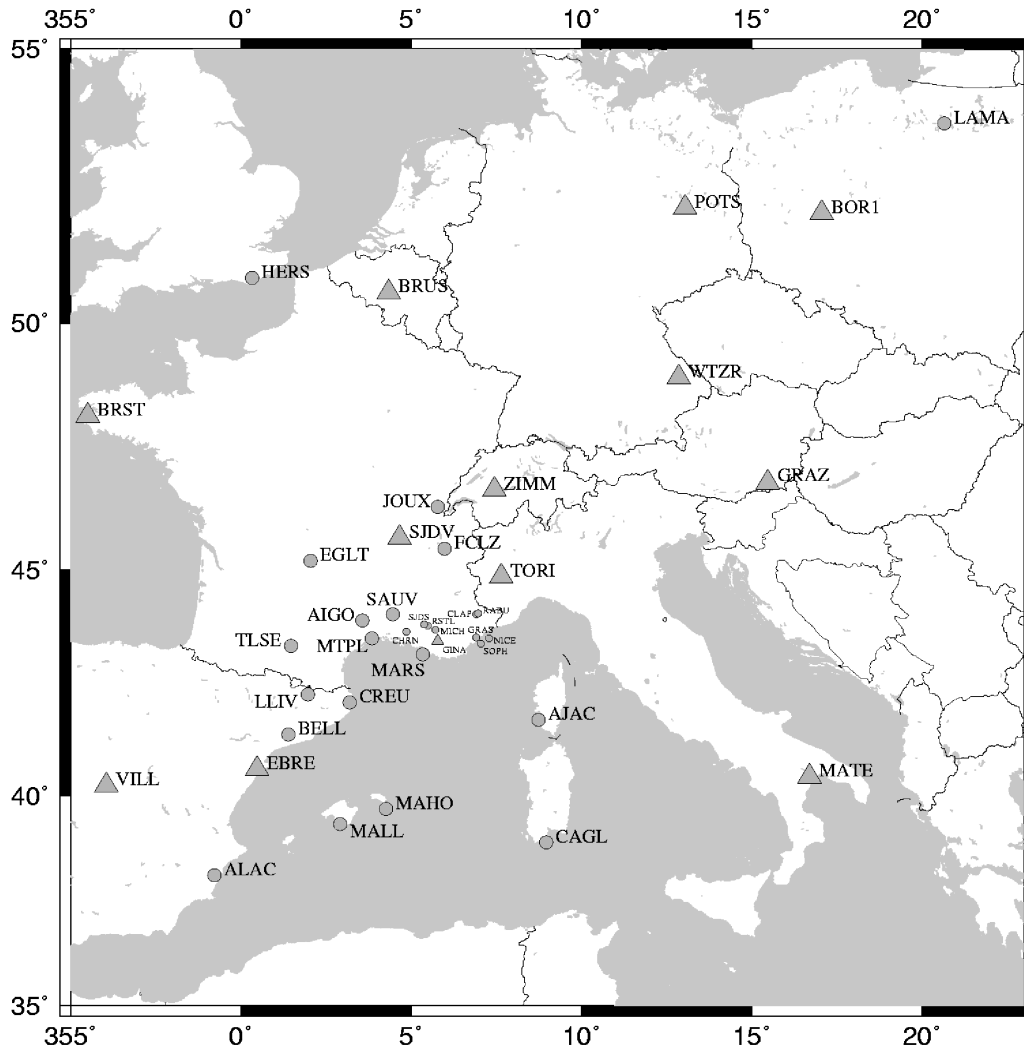 355° 0° 5° 10° 15° 20°
55°
LAMA
POTS
BOR1
HERS
BRUS
50°
WTZR
BRST
GRAZ
ZIMM
JOUX
SJDV
FCLZ
EGLT
45°
TORI
SAUV
AIGO
CLAP
RABU
SJDS
RSTL
MICH
GRAS
CHRN
NICE
TLSE
MTPL
GINA
SOPH
MARS
LLIV
CREU
AJAC
BELL
EBRE
VILL
MATE
40°
MAHO
MALL
CAGL
ALAC
35°
355° 0° 5° 10° 15° 20°